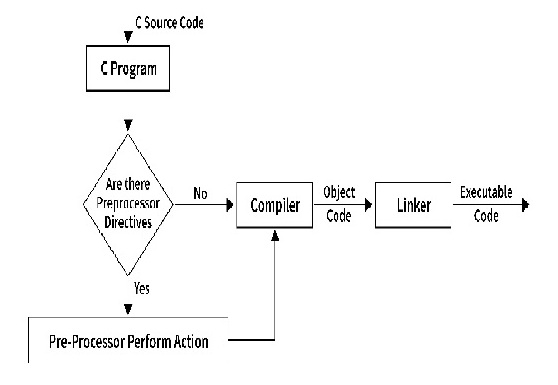 C Source Code
C Program
Are there
Preprocessor
Directives
No
Compiler
Object
Code
Linker
Executable
Code
Yes
Pre-Processor Perform Action